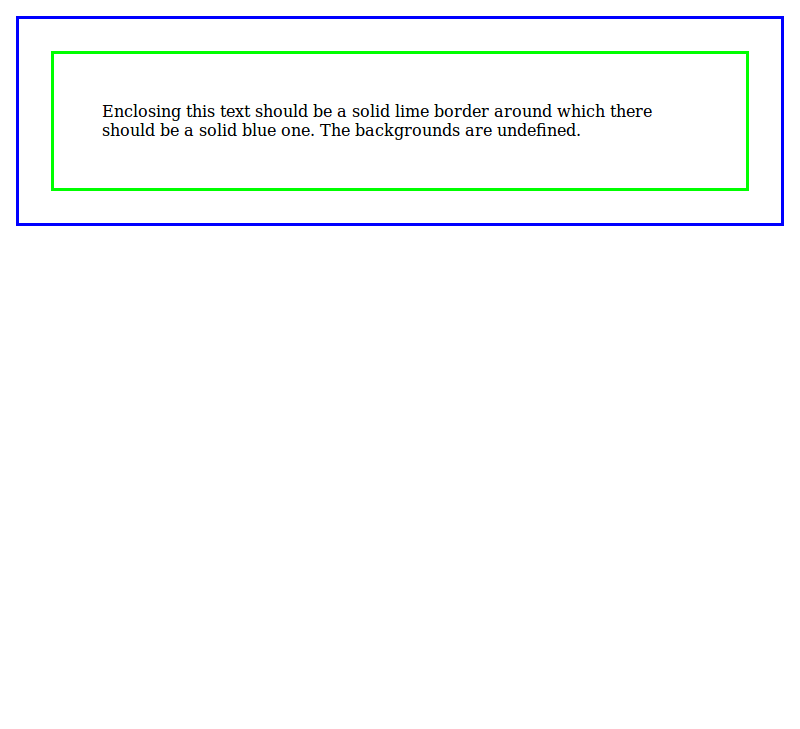 Enclosing this text should be a solid lime border around which there
should be a solid blue one. The backgrounds are undefined.